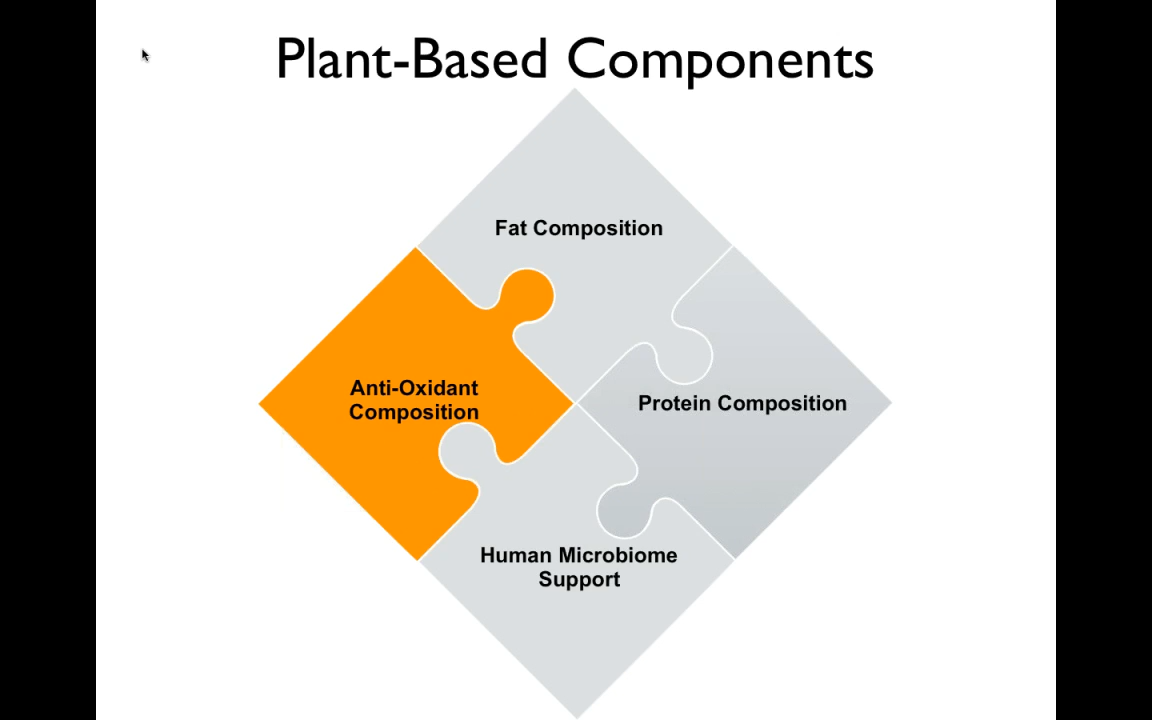 Plant-Based Components
Fat Composition
Anti-Oxidant
Composition
Protein Composition
Human Microbiome
Support